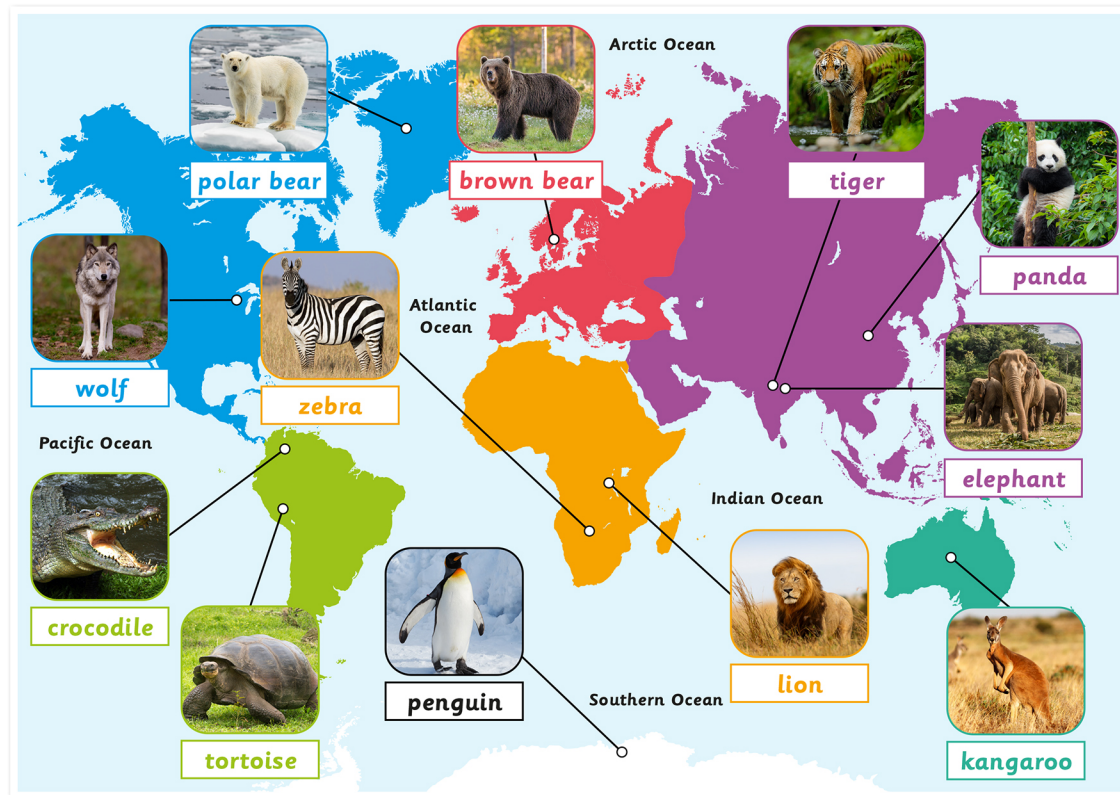 Arctic Ocean
polar bear
brown bear
tiger
panda
wolf
zebra
Atlantic
Ocean
elephant
Pacific Ocean
Indian Ocean
crocodile
tortoise
penguin
Southern Ocean
lion
kangaroo